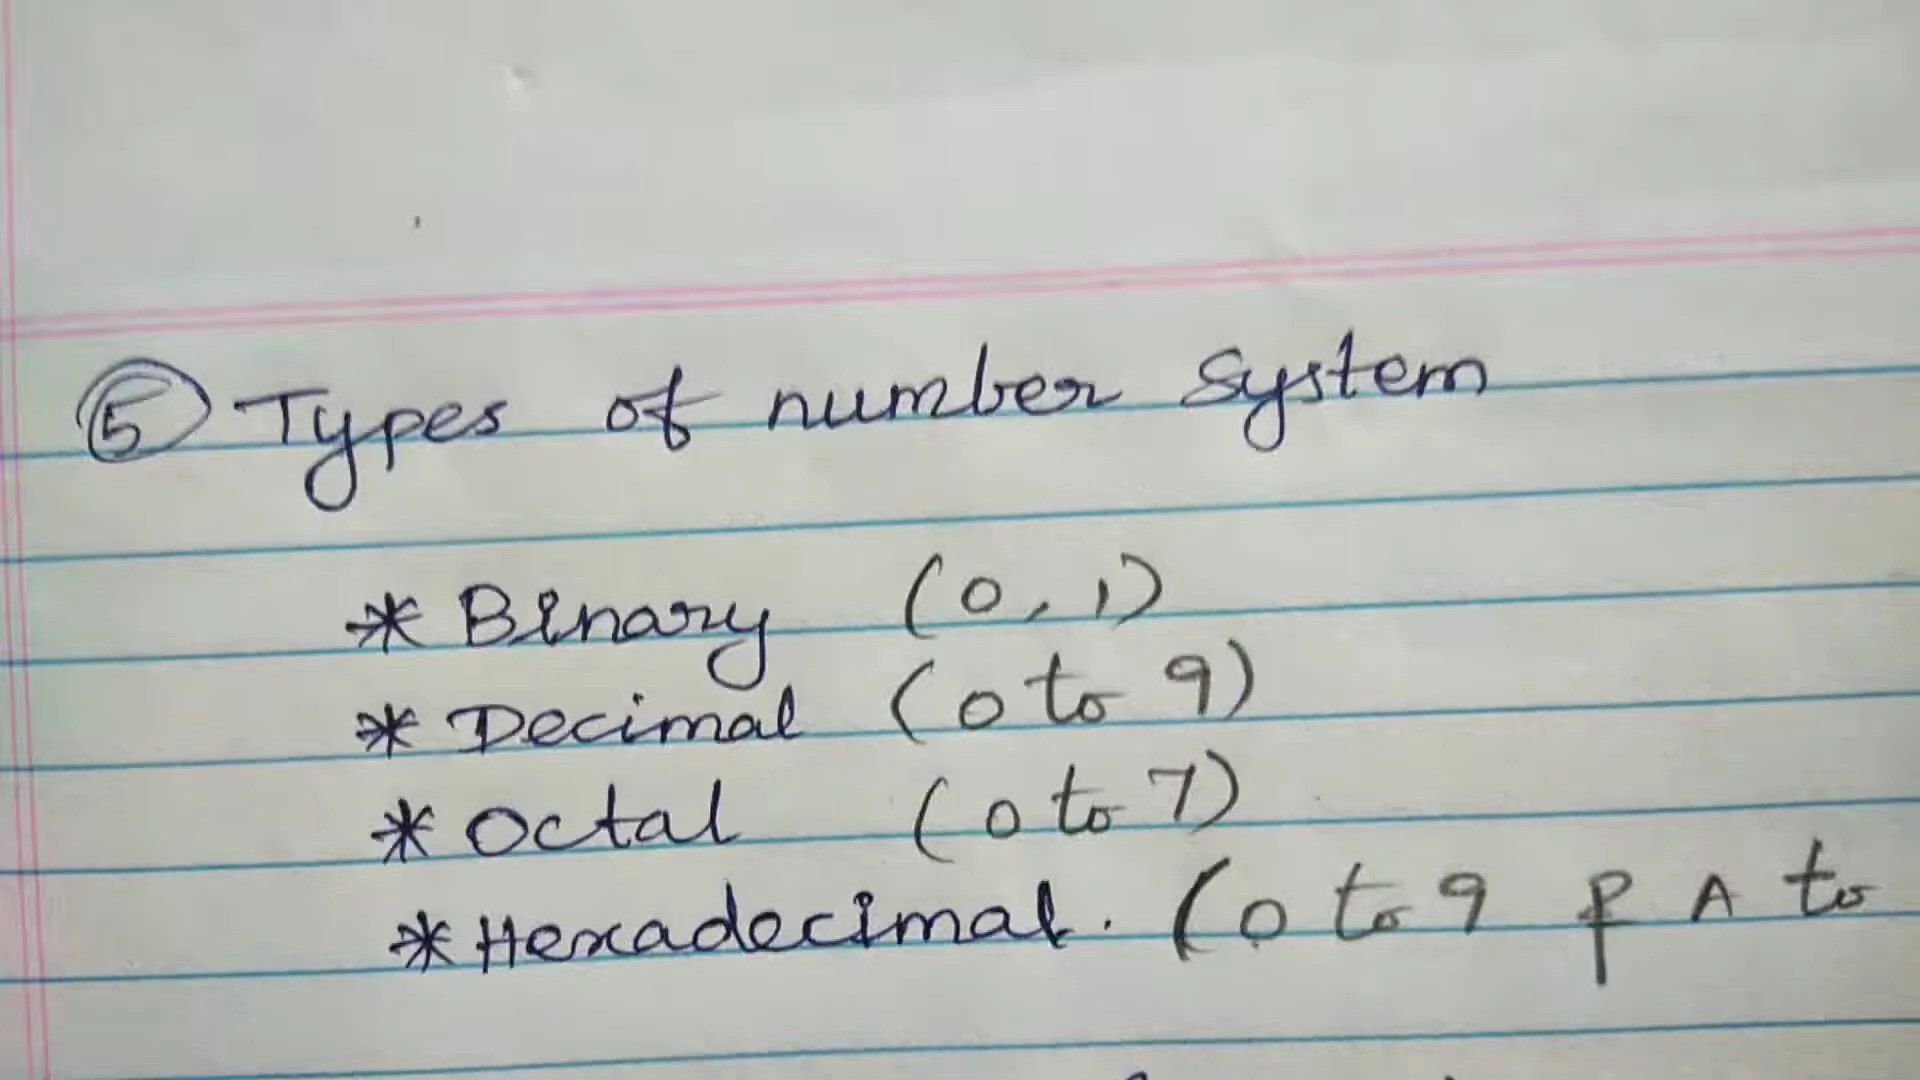 ⑤ Types of number system
* Binary (0, 1)
* Decimal (0 to 9)
* Octal (0 to 7)
* Hexadecimal. (0 to 9 & A to